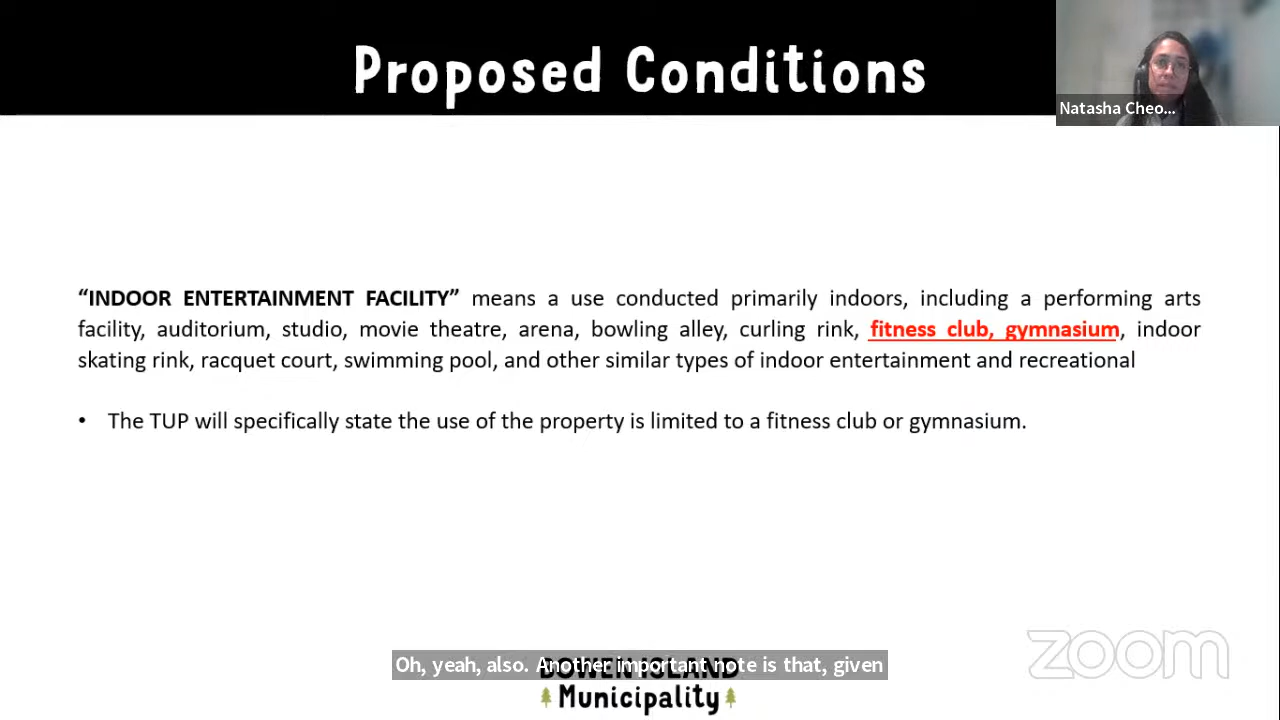 Proposed Conditions
Natasha Cheo...
“INDOOR ENTERTAINMENT FACILITY” means a use conducted primarily indoors, including a performing arts
facility, auditorium, studio, movie theatre, arena, bowling alley, curling rink, fitness club, gymnasium, indoor
skating rink, racquet court, swimming pool, and other similar types of indoor entertainment and recreational
• The TUP will specifically state the use of the property is limited to a fitness club or gymnasium.
Oh, yeah, also. Another important note is that, given
BOWEN ISLAND
Municipality
zoom